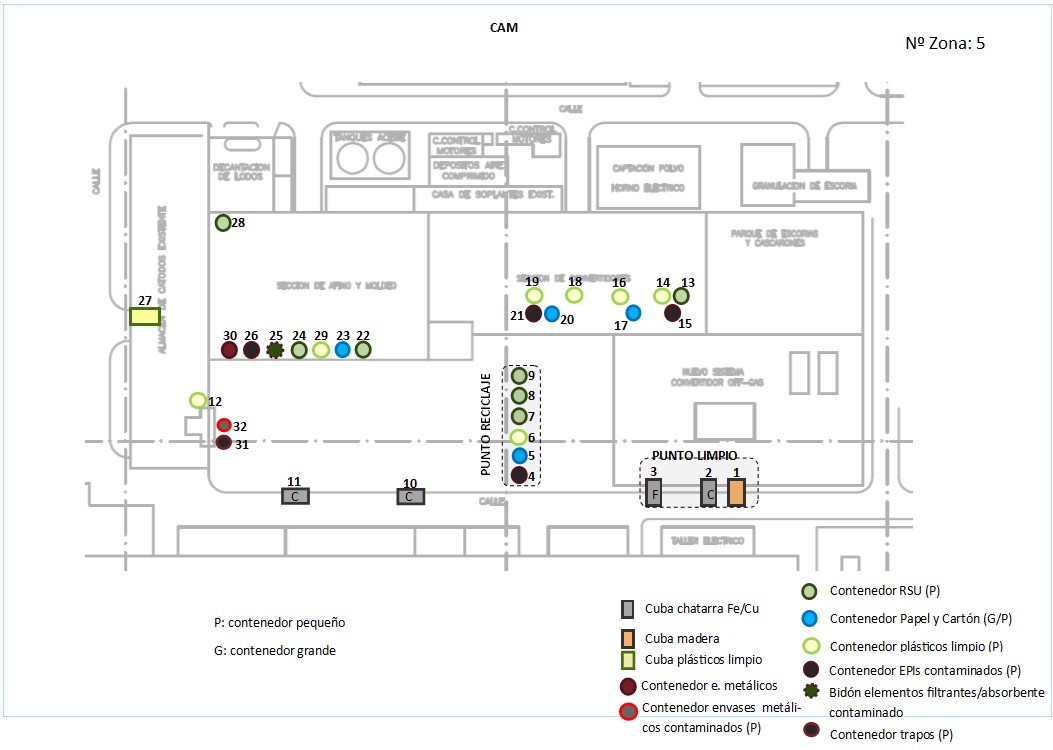 CAM
Nº Zona: 5
CALLE
TANQUES ACEITE
C.CONTROL
MOTORES
C.CONTROL
MOTORES
DECANTACION
DE LODOS
DEPOSITOS AIRE
COMPRIMIDO
CAPTACIÓN POLVO
HORNO ELECTRICO
GRANULACION DE ESCORIA
CALLE
CASA DE SOPLANTES EXIST.
28
PARQUE DE ESCORIAS
Y CASCARONES
ALMACEN DE CATODOS EXISTENTE
SECCION DE AFINO Y MOLDEO
SECCION DE CONVERTIDORES
19 18 16 14 13
27
21 20 17 15
30 26 25 24 29 23 22
PUNTO RECICLAJE
9
8
7
6
5
4
NUEVO SISTEMA
CONVERTIDOR OFF-GAS
12
32
31
PUNTO LIMPIO
3 2 1
F C
11 10
C C
CALLE
TALLER ELECTRICO
P: contenedor pequeño
G: contenedor grande
Cuba chatarra Fe/Cu
Cuba madera
Cuba plásticos limpio
Contenedor e. metálicos
Contenedor envases metáli-
cos contaminados (P)
Contenedor RSU (P)
Contenedor Papel y Cartón (G/P)
Contenedor plásticos limpio (P)
Contenedor EPIs contaminados (P)
Bidón elementos filtrantes/absorbente
contaminado
Contenedor trapos (P)